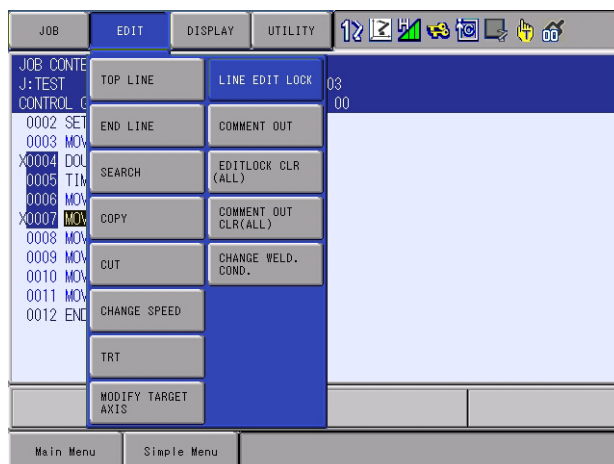 JOB EDIT DISPLAY UTILITY
JOB CONTE
J:TEST 03
CONTROL G 00
0002 SET
0003 MOV
X0004 DOU
0005 TIM
0006 MOV
X0007 MOV
0008 MOV
0009 MOV
0010 MOV
0011 MOV
0012 END
TOP LINE
END LINE
SEARCH
COPY
CUT
CHANGE SPEED
TRT
MODIFY TARGET
AXIS
LINE EDIT LOCK
COMMENT OUT
EDITLOCK CLR
(ALL)
COMMENT OUT
CLR(ALL)
CHANGE WELD.
COND.
Main Menu Simple Menu